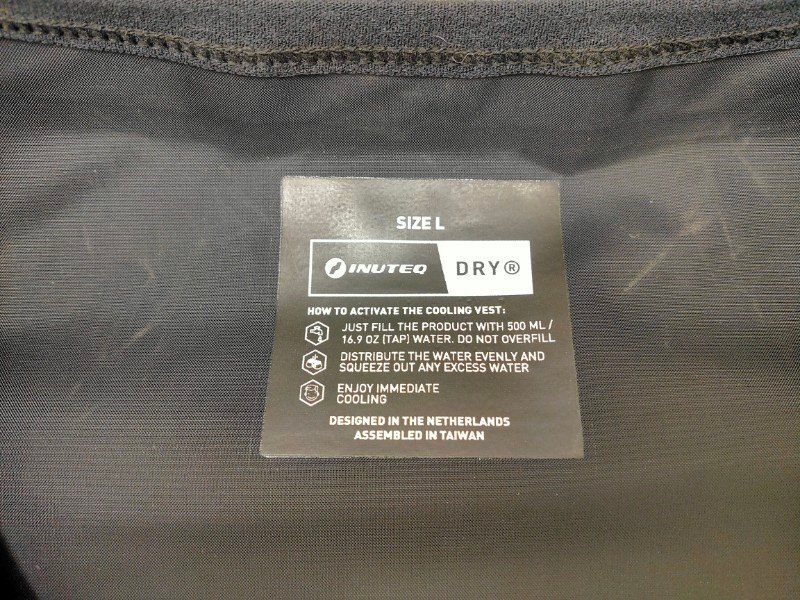 SIZE L
INUTEQ DRY®
HOW TO ACTIVATE THE COOLING VEST:
JUST FILL THE PRODUCT WITH 500 ML /
16.9 OZ (TAP) WATER. DO NOT OVERFILL
DISTRIBUTE THE WATER EVENLY AND
SQUEEZE OUT ANY EXCESS WATER
ENJOY IMMEDIATE
COOLING
DESIGNED IN THE NETHERLANDS
ASSEMBLED IN TAIWAN